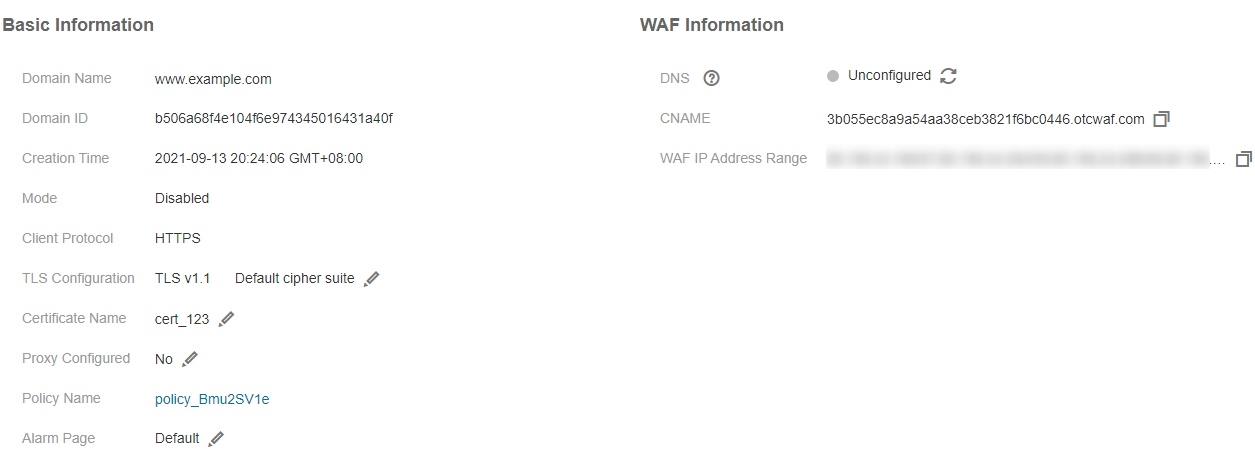 Basic Information
Domain Name www.example.com
Domain ID b506a68f4e104f6e974345016431a40f
Creation Time 2021-09-13 20:24:06 GMT+08:00
Mode Disabled
Client Protocol HTTPS
TLS Configuration TLS v1.1 Default cipher suite
Certificate Name cert_123
Proxy Configured No
Policy Name policy_Bmu2SV1e
Alarm Page Default
WAF Information
DNS ? Unconfigured
CNAME 3b055ec8a9a54aa38ceb3821f6bc0446.otcwaf.com
WAF IP Address Range ....